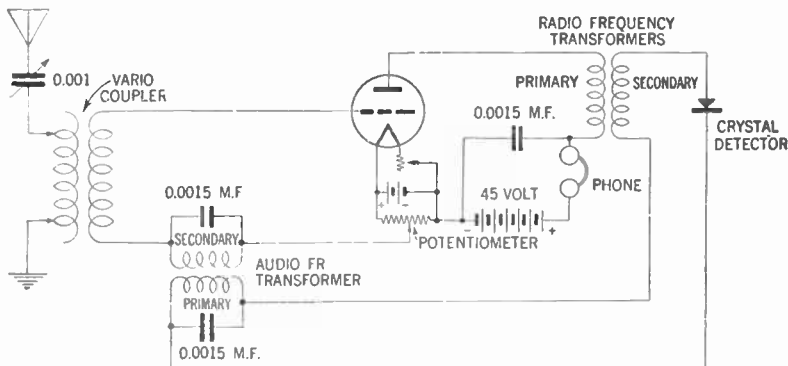 RADIO FREQUENCY
TRANSFORMERS
0.001
VARIO
COUPLER
PRIMARY
SECONDARY
0.0015 M.F.
CRYSTAL
DETECTOR
PHONE
45 VOLT
0.0015 M.F
+
-
-
+
POTENTIOMETER
SECONDARY
AUDIO FR
TRANSFORMER
PRIMARY
0.0015 M.F.